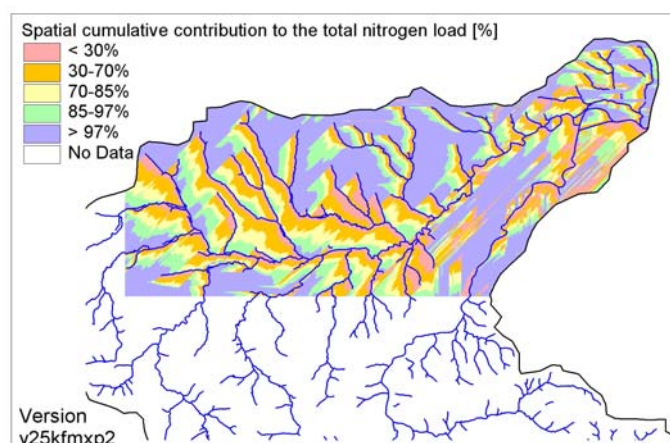 Spatial cumulative contribution to the total nitrogen load [%]
< 30%
30-70%
70-85%
85-97%
> 97%
No Data
Version
v25kfmxp2